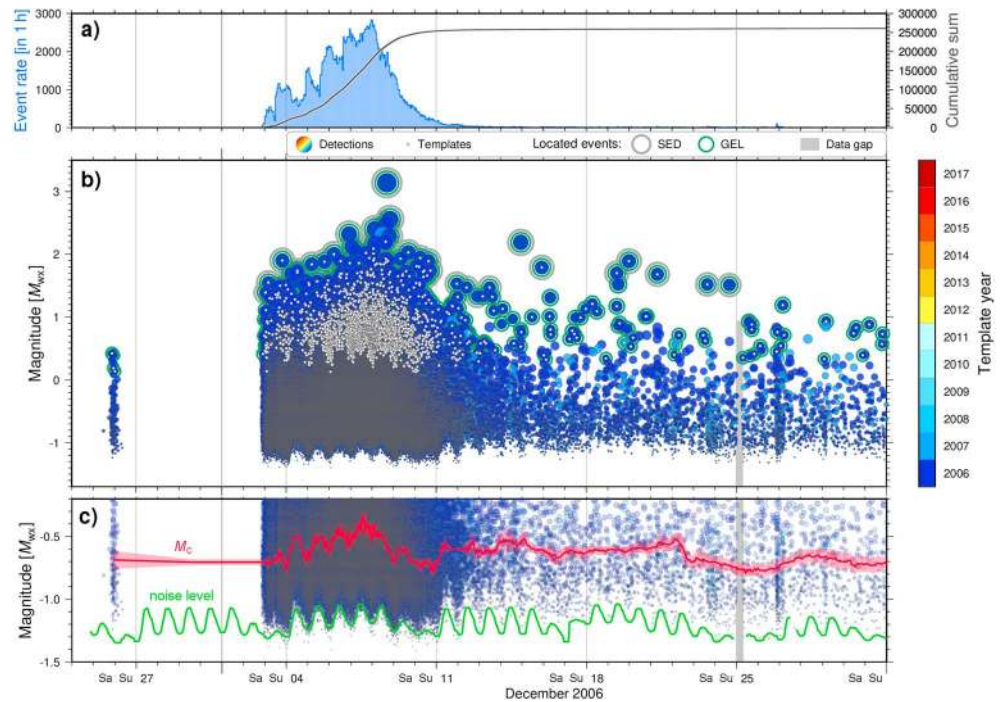 a)
Event rate [in 1 h]
3000
2000
1000
0
300000
250000
200000
150000
100000
50000
0
Cumulative sum
Detections Templates Located events: SED GEL Data gap
b)
Magnitude [Mwx]
3
2
1
0
-1
2017
2016
2015
2014
2013
2012
2011
2010
2009
2008
2007
2006
Template year
c)
Magnitude [Mwx]
-0.5
-1.0
-1.5
Mc
noise level
Sa Su 27 Sa Su 04 Sa Su 11 Sa Su 18 Sa Su 25 Sa Su
December 2006